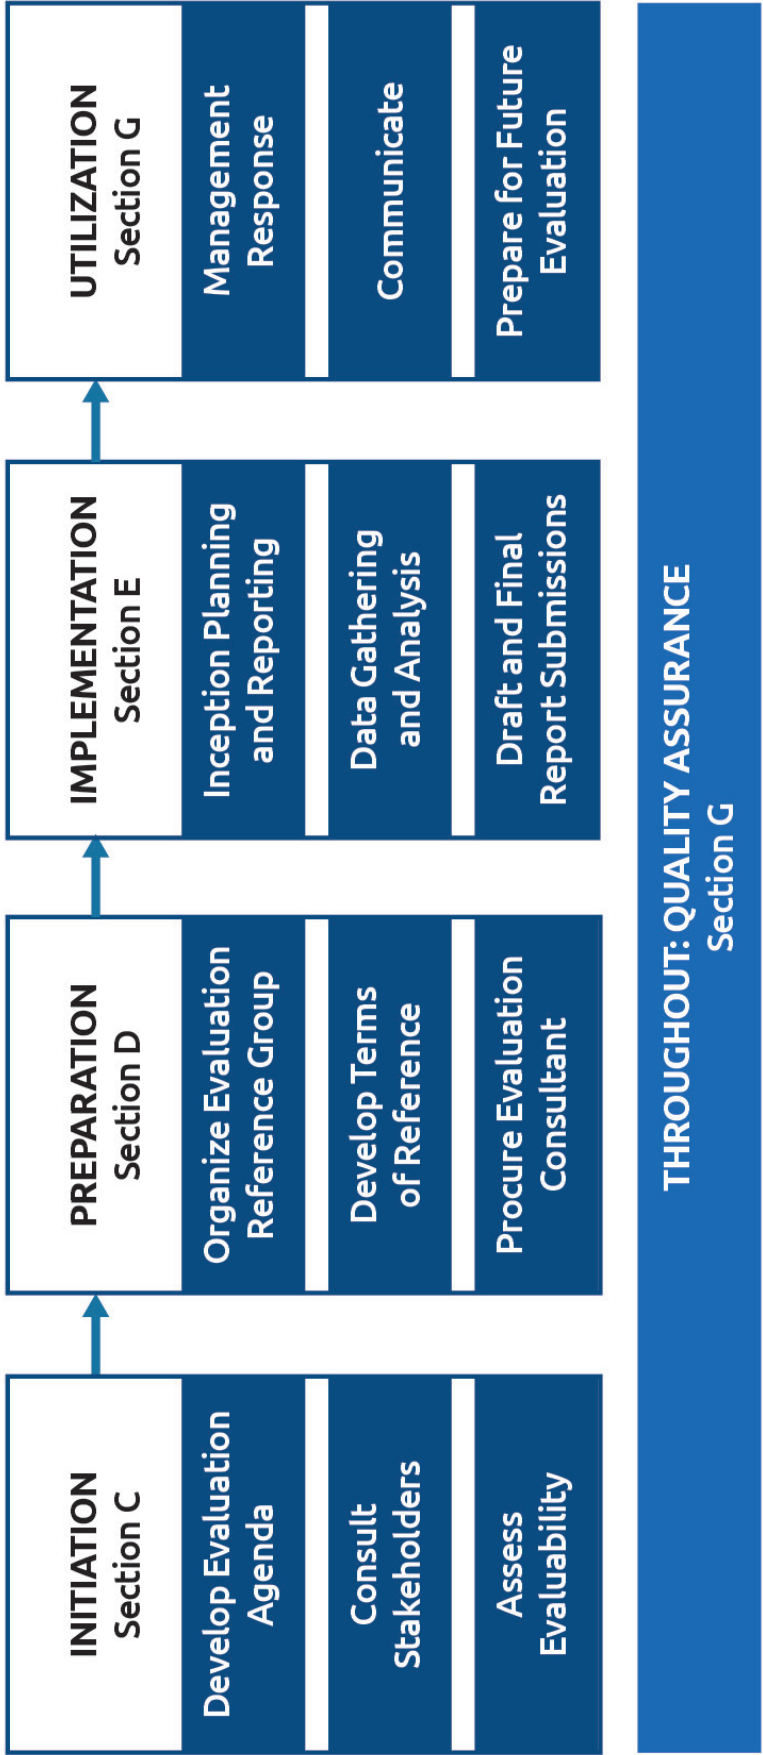 INITIATION
Section C
Develop Evaluation
Agenda
Consult
Stakeholders
Assess
Evaluability
PREPARATION
Section D
Organize Evaluation
Reference Group
Develop Terms
of Reference
Procure Evaluation
Consultant
IMPLEMENTATION
Section E
Inception Planning
and Reporting
Data Gathering
and Analysis
Draft and Final
Report Submissions
UTILIZATION
Section G
Management
Response
Communicate
Prepare for Future
Evaluation
THROUGHOUT: QUALITY ASSURANCE
Section G